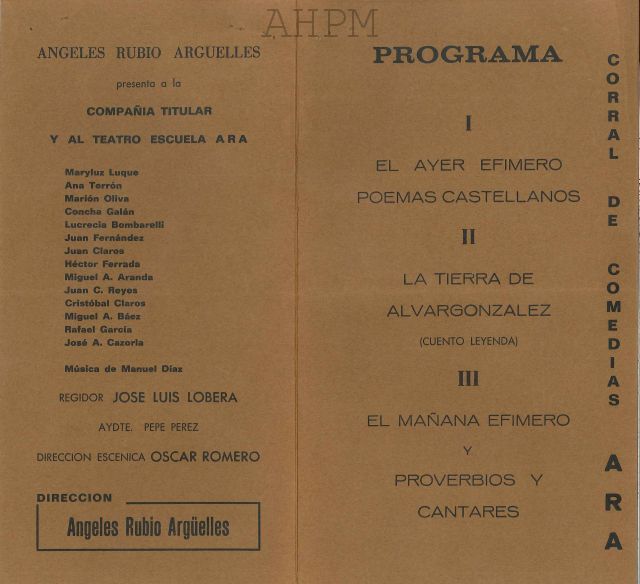 AHPM
ANGELES RUBIO ARGUELLES
presenta a la
COMPAÑIA TITULAR
Y AL TEATRO ESCUELA ARA
Maryluz Luque
Ana Terrón
Marión Oliva
Concha Galán
Lucrecia Bombarelli
Juan Fernández
Juan Claros
Héctor Ferrada
Miguel A. Aranda
Juan C. Reyes
Cristóbal Claros
Miguel A. Báez
Rafael García
José A. Cazorla
Música de Manuel Díaz
REGIDOR JOSE LUIS LOBERA
AYDTE. PEPE PEREZ
DIRECCION ESCENICA OSCAR ROMERO
DIRECCION
Angeles Rubio Argüelles
PROGRAMA
I
EL AYER EFIMERO
POEMAS CASTELLANOS
II
LA TIERRA DE
ALVARGONZALEZ
(CUENTO LEYENDA)
III
EL MAÑANA EFIMERO
Y
PROVERBIOS Y
CANTARES
CORRAL DE COMEDIAS ARA